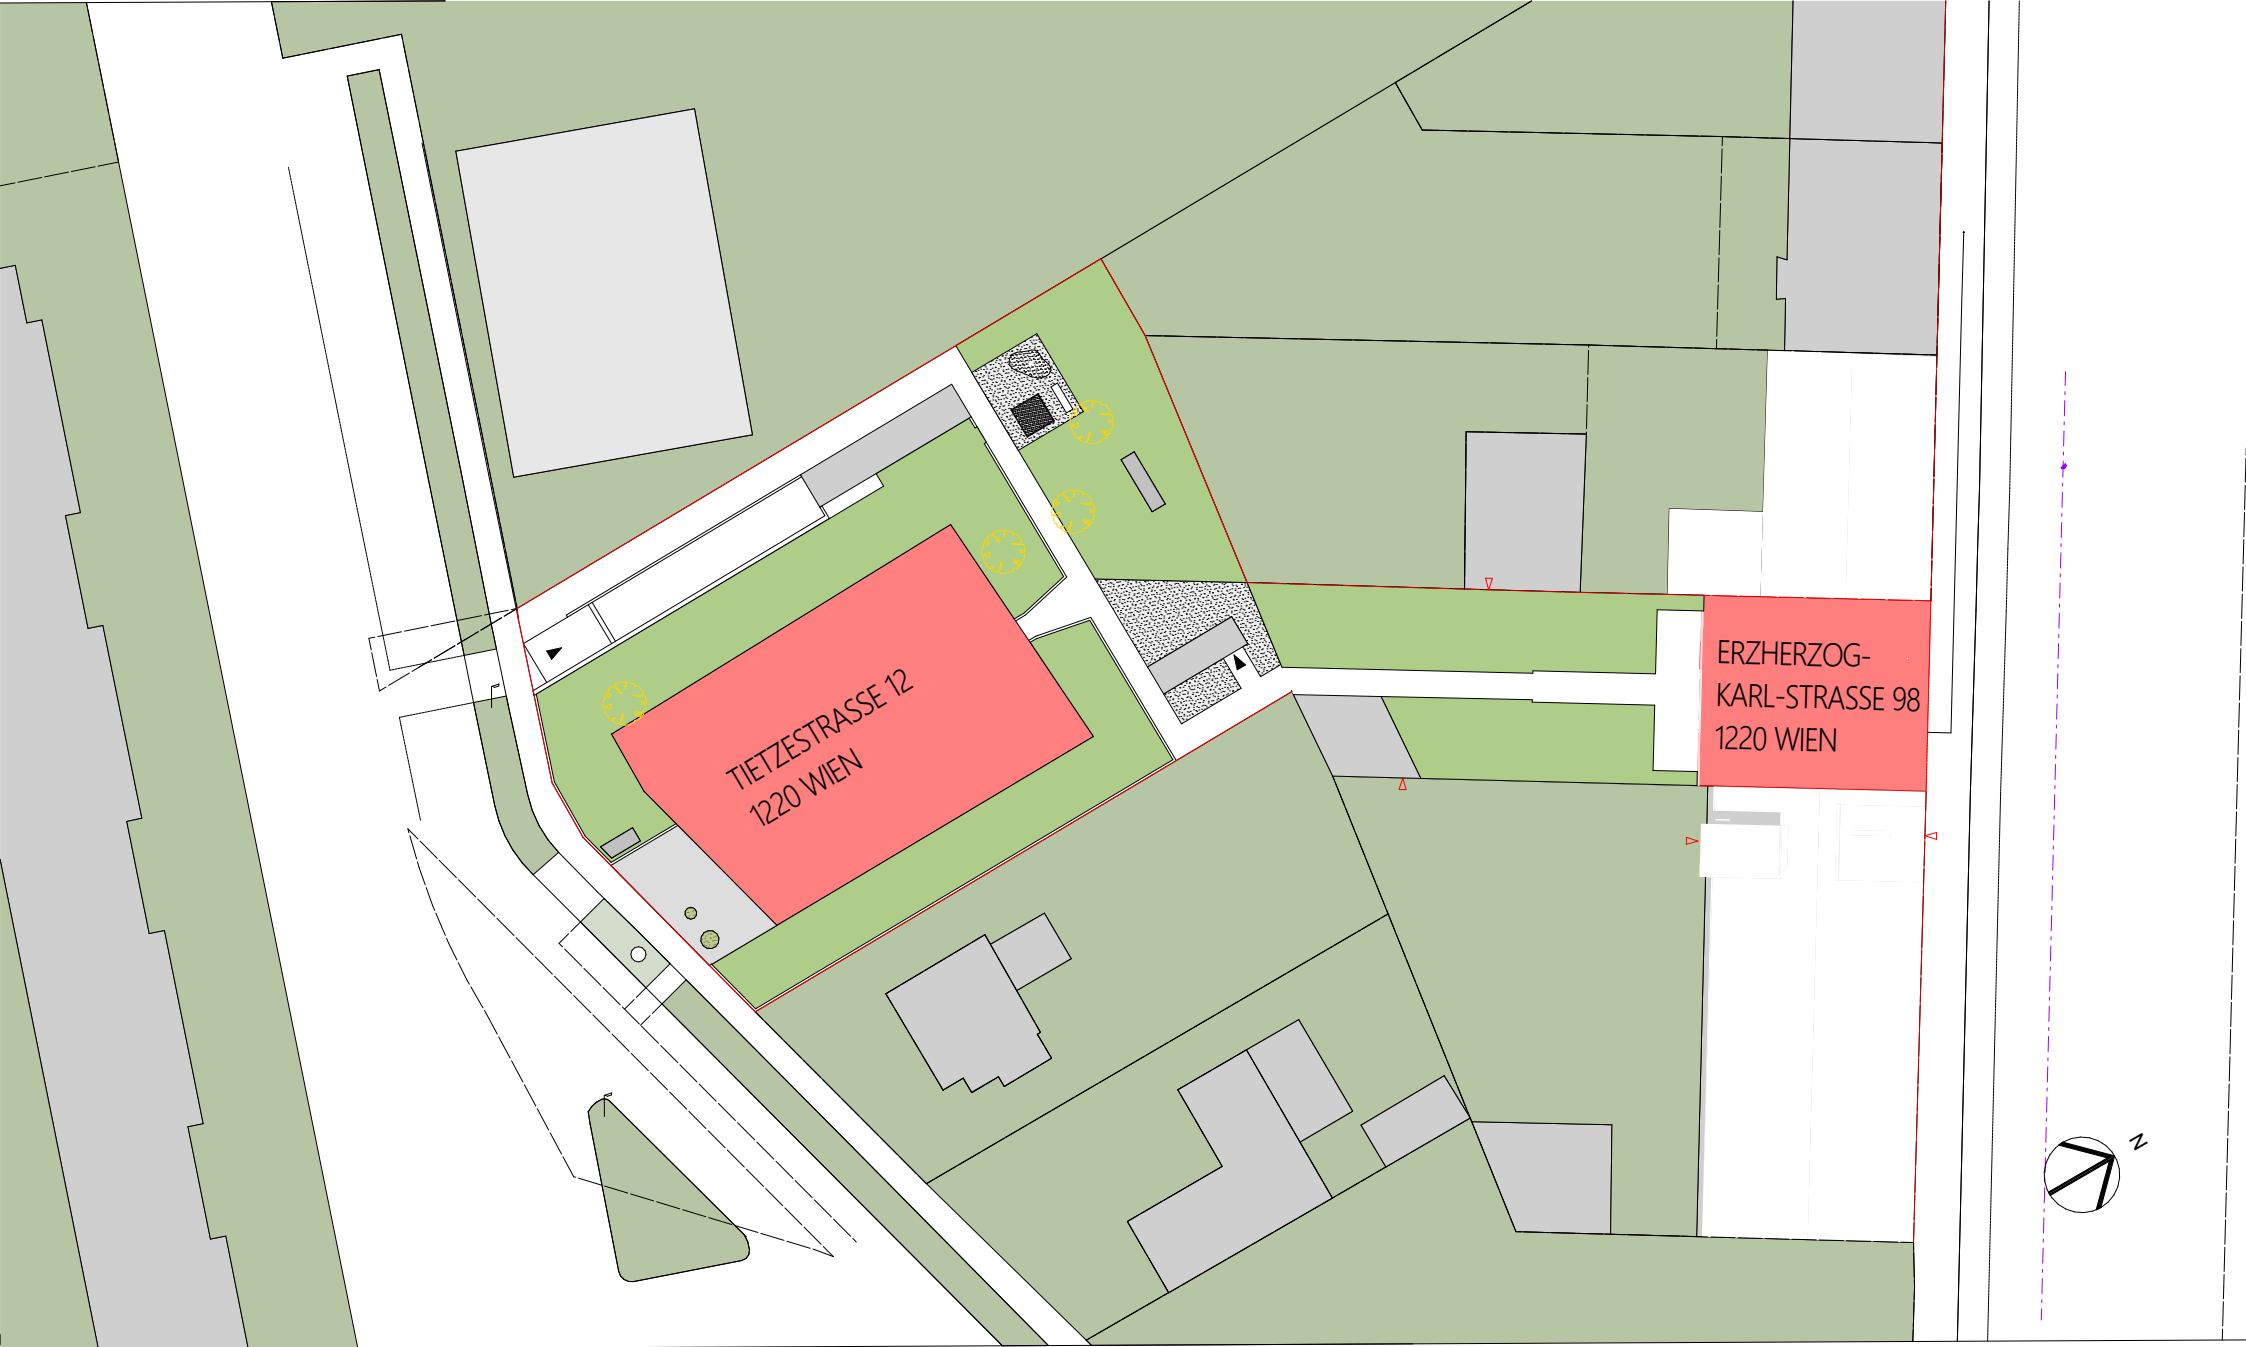 TIETZESTRASSE 12
1220 WIEN
ERZHERZOG-
KARL-STRASSE 98
1220 WIEN
N